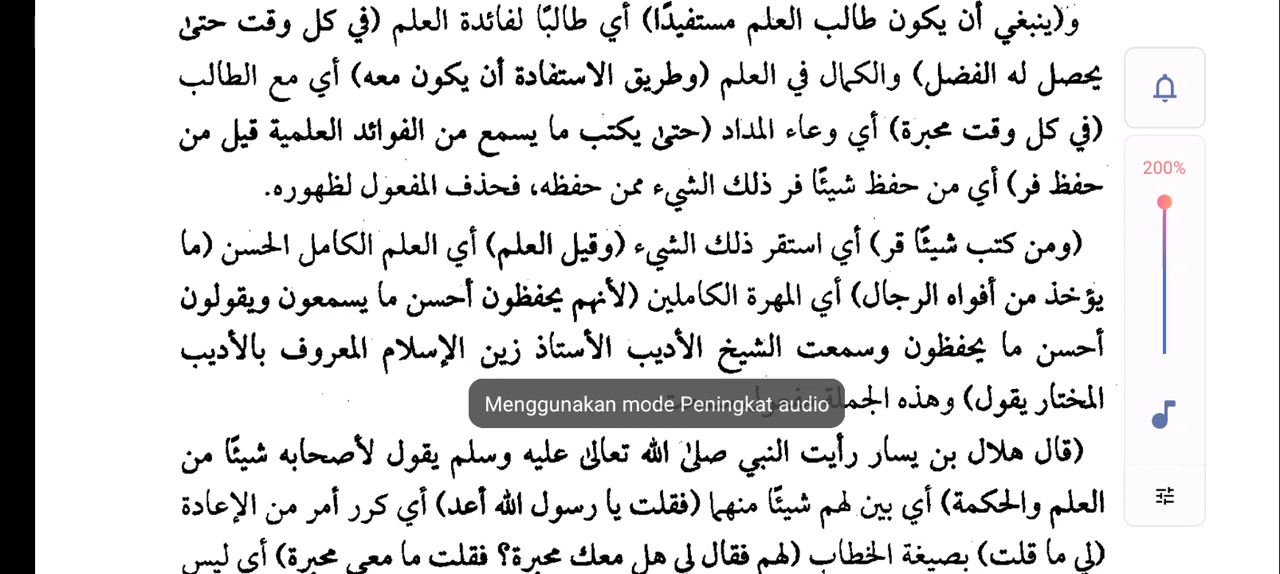 و(ينبغي أن يكون طالب العلم مستفيدًا) أي طالبًا لفائدة العلم (في كل وقت حتىٰ
يحصل له الفضل) والكمال في العلم (وطريق الاستفادة أن يكون معه) أي مع الطالب
(في كل وقت محبرة) أي وعاء المداد (حتىٰ يكتب ما يسمع من الفوائد العلمية قيل من
حفظ فر) أي من حفظ شيئًا فر ذلك الشيء ممن حفظه، فحذف المفعول لظهوره.
(ومن كتب شيئًا قر) أي استقر ذلك الشيء (وقيل العلم) أي العلم الكامل الحسن (ما
يؤخذ من أفواه الرجال) أي المهرة الكاملين (لأنهم يحفظون أحسن ما يسمعون ويقولون
أحسن ما يحفظون وسمعت الشيخ الأديب الأستاذ زين الإسلام المعروف بالأديب
المختار يقول) وهذه الجملة
Menggunakan mode Peningkat audio
(قال هلال بن يسار رأيت النبي صلىٰ الله تعالىٰ عليه وسلم يقول لأصحابه شيئًا من
العلم والحكمة) أي بين لهم شيئًا منهما (فقلت يا رسول الله أعد) أي كرر أمر من الإعادة
(لي ما قلت) بصيغة الخطاب (لهم فقال لي هل معك محبرة؟ فقلت ما معي محبرة) أي ليس
200%